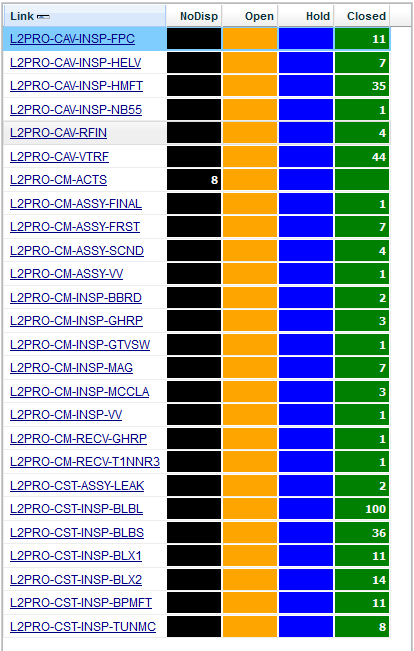 Link NoDisp Open Hold Closed
L2PRO-CAV-INSP-FPC 11
L2PRO-CAV-INSP-HELV 7
L2PRO-CAV-INSP-HMFT 35
L2PRO-CAV-INSP-NB55 1
L2PRO-CAV-RFIN 4
L2PRO-CAV-VTRF 44
L2PRO-CM-ACTS 8
L2PRO-CM-ASSY-FINAL 1
L2PRO-CM-ASSY-FRST 7
L2PRO-CM-ASSY-SCND 4
L2PRO-CM-ASSY-VV 1
L2PRO-CM-INSP-BBRD 2
L2PRO-CM-INSP-GHRP 3
L2PRO-CM-INSP-GTVSW 1
L2PRO-CM-INSP-MAG 7
L2PRO-CM-INSP-MCCLA 3
L2PRO-CM-INSP-VV 1
L2PRO-CM-RECV-GHRP 1
L2PRO-CM-RECV-T1NNR3 1
L2PRO-CST-ASSY-LEAK 2
L2PRO-CST-INSP-BLBL 100
L2PRO-CST-INSP-BLBS 36
L2PRO-CST-INSP-BLX1 11
L2PRO-CST-INSP-BLX2 14
L2PRO-CST-INSP-BPMFT 11
L2PRO-CST-INSP-TUNMC 8